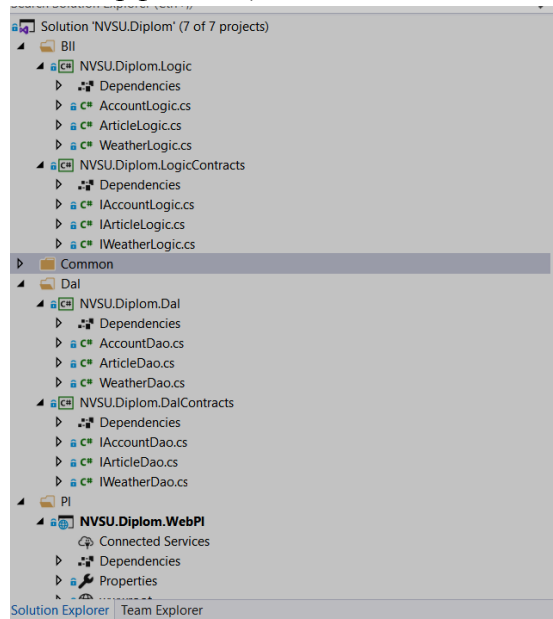 Solution 'NVSU.Diplom' (7 of 7 projects)
Bll
C# NVSU.Diplom.Logic
Dependencies
C# AccountLogic.cs
C# ArticleLogic.cs
C# WeatherLogic.cs
C# NVSU.Diplom.LogicContracts
Dependencies
C# IAccountLogic.cs
C# IArticleLogic.cs
C# IWeatherLogic.cs
Common
Dal
C# NVSU.Diplom.Dal
Dependencies
C# AccountDao.cs
C# ArticleDao.cs
C# WeatherDao.cs
C# NVSU.Diplom.DalContracts
Dependencies
C# IAccountDao.cs
C# IArticleDao.cs
C# IWeatherDao.cs
Pl
NVSU.Diplom.WebPl
Connected Services
Dependencies
Properties
Solution Explorer Team Explorer